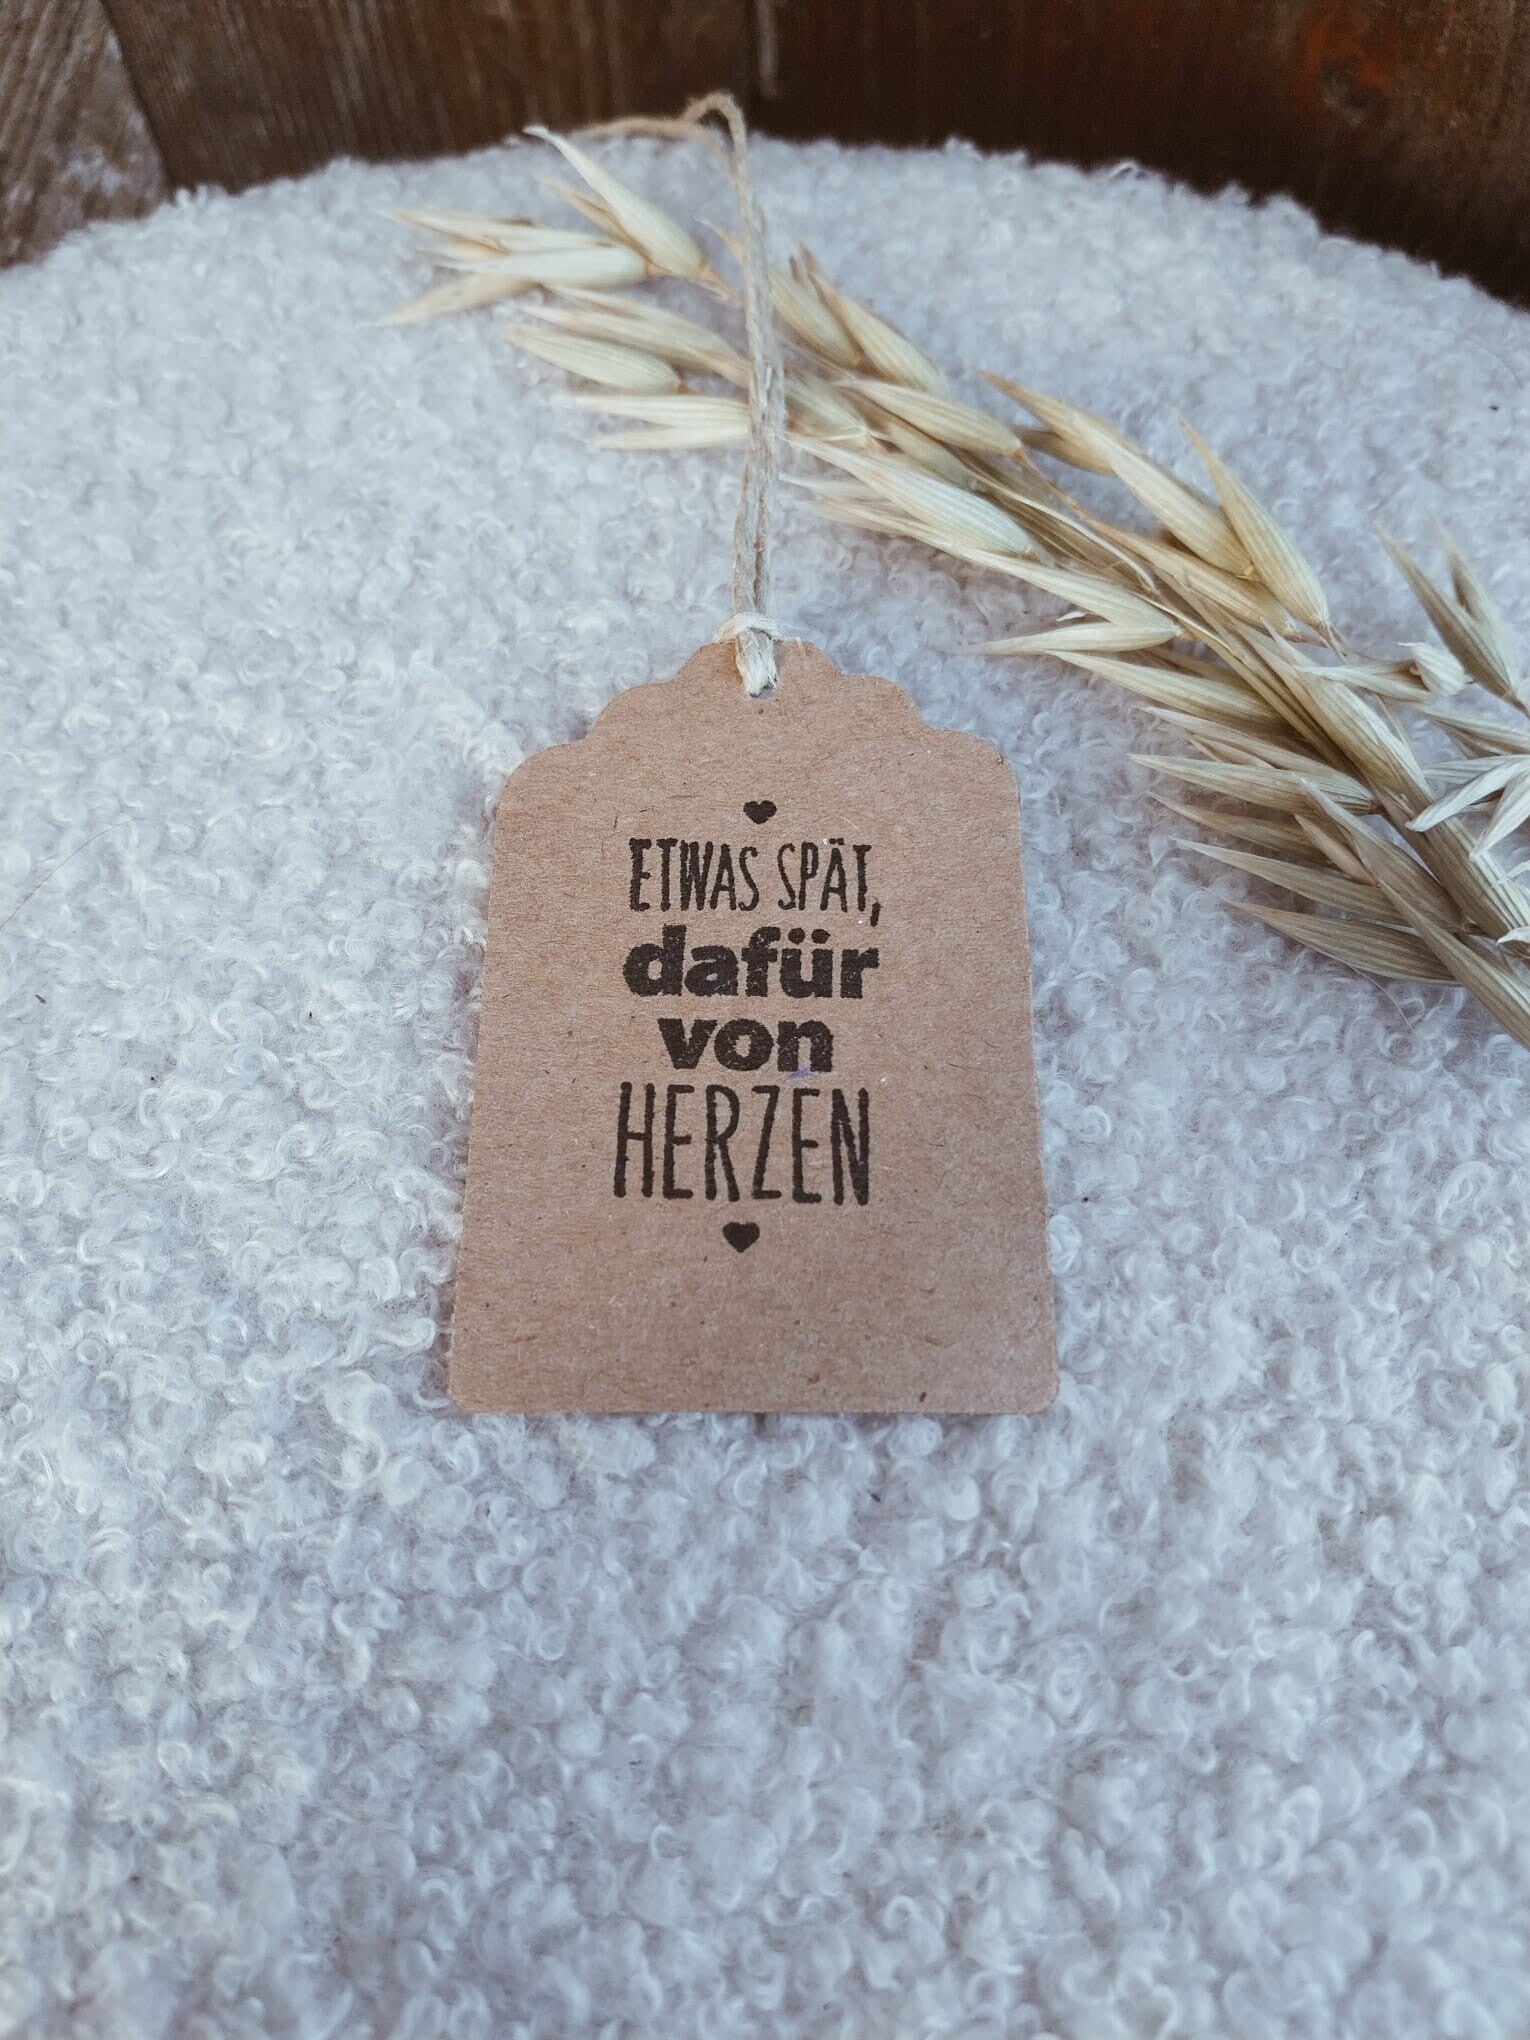 ETWAS SPÄT,
dafür
von
HERZEN